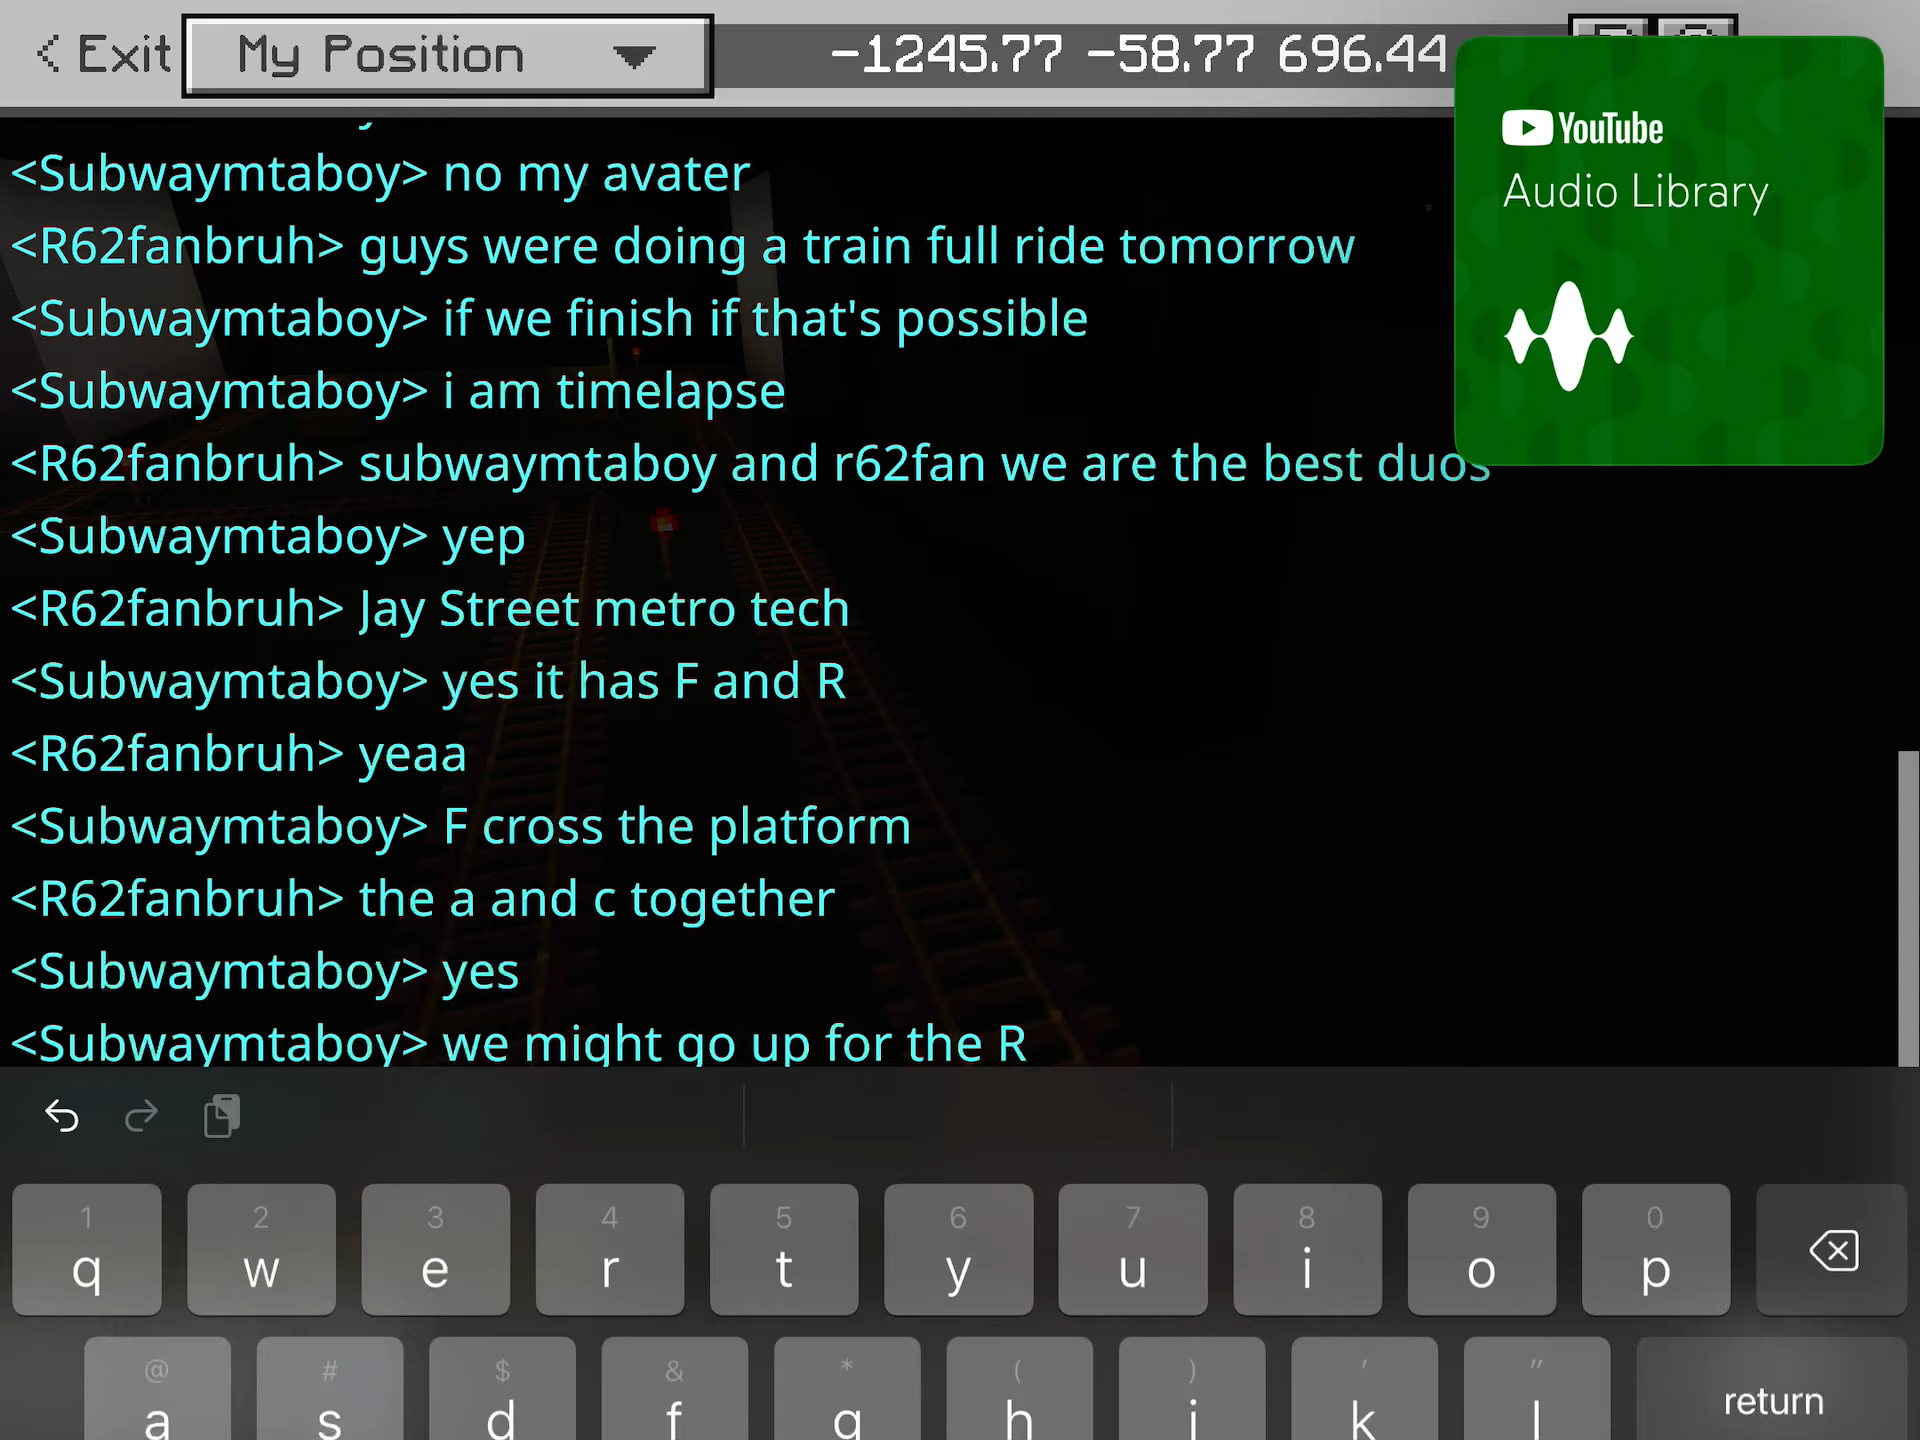 < Exit My Position -1245.77 -58.77 696.44
YouTube
Audio Library
<Subwaymtaboy> no my avater
<R62fanbruh> guys were doing a train full ride tomorrow
<Subwaymtaboy> if we finish if that's possible
<Subwaymtaboy> i am timelapse
<R62fanbruh> subwaymtaboy and r62fan we are the best duos
<Subwaymtaboy> yep
<R62fanbruh> Jay Street metro tech
<Subwaymtaboy> yes it has F and R
<R62fanbruh> yeaa
<Subwaymtaboy> F cross the platform
<R62fanbruh> the a and c together
<Subwaymtaboy> yes
<Subwaymtaboy> we might go up for the R
1 2 3 4 5 6 7 8 9 0
q w e r t y u i o p
@ # $ & * ( ) ' "
a s d f g h j k l return